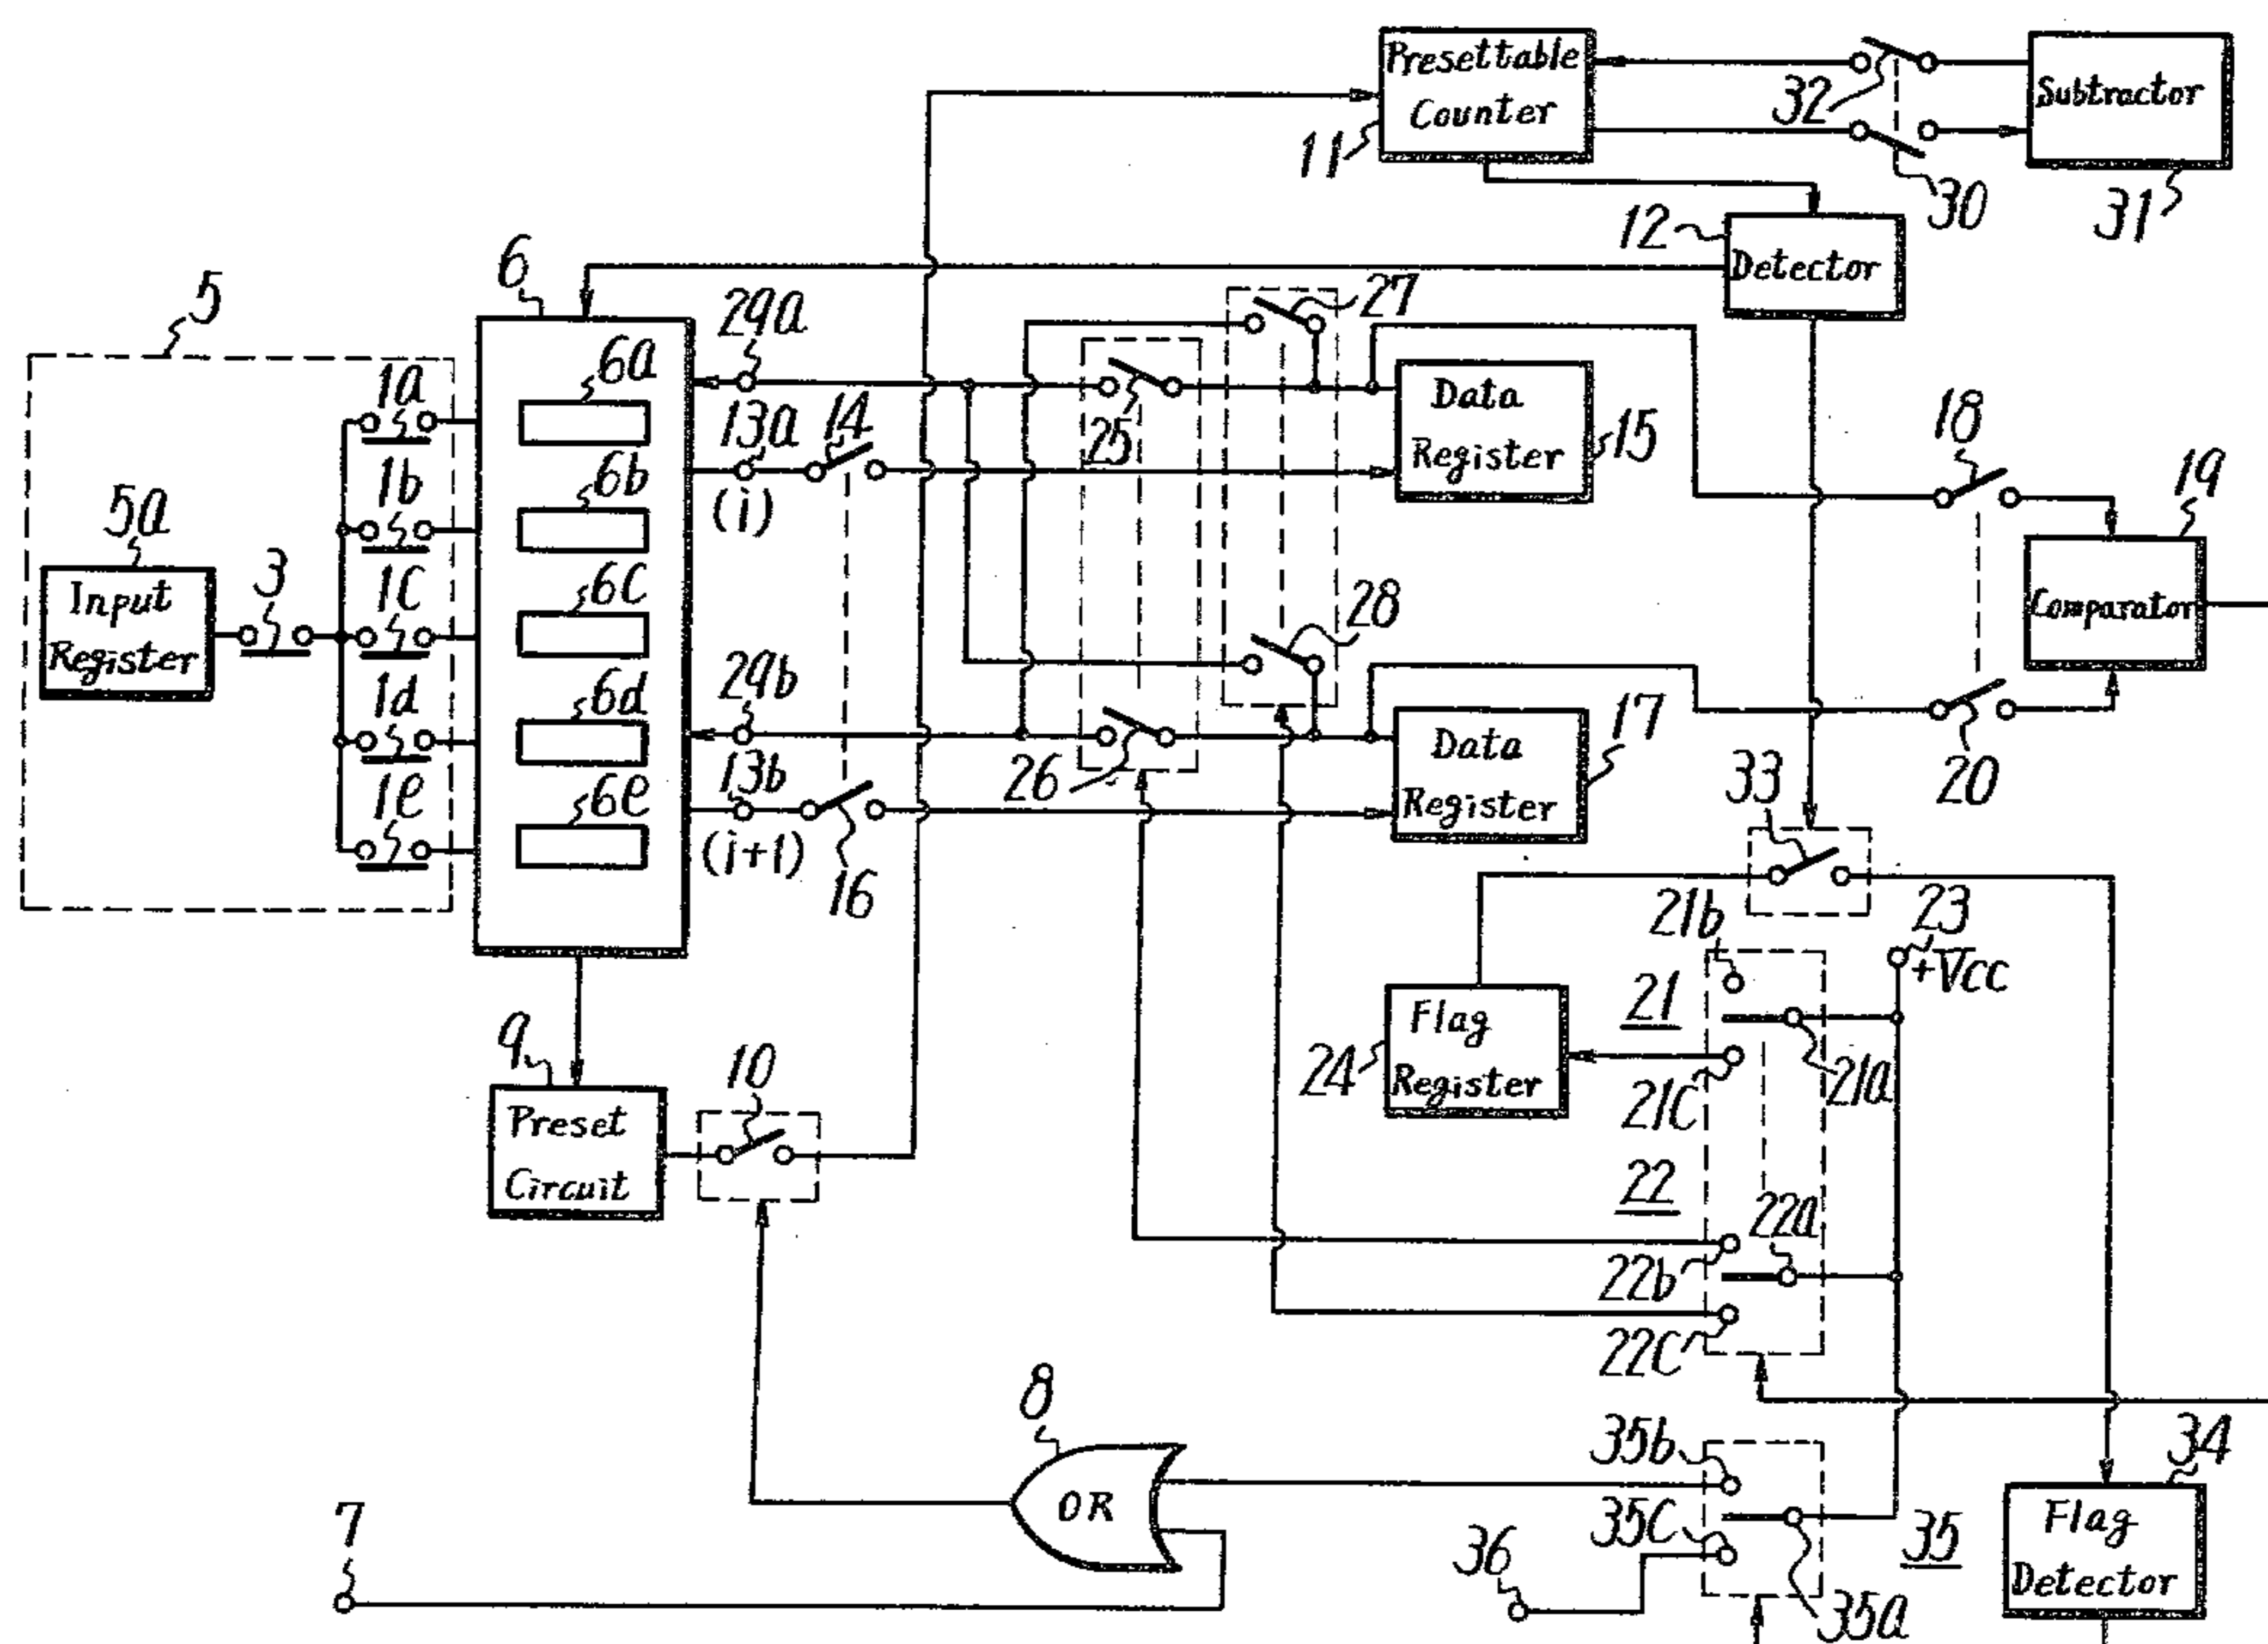 Presettable
Counter
11
32
30
Subtractor
31
12
Detector
5
6
29a
27
1a
6a
13a
14
25
Data
Register
15
18
(i)
19
1b
6b
5a
Input
Register
3
1c
6c
28
Comparator
1d
6d
29b
26
Data
Register
17
20
33
1e
6e
13b
(i+1)
16
21b
23
+Vcc
21
Flag
Register
24
21a
21c
9
Preset
Circuit
10
22
22a
22b
22c
8
OR
35b
34
7
36
35c
35
Flag
Detector
35a